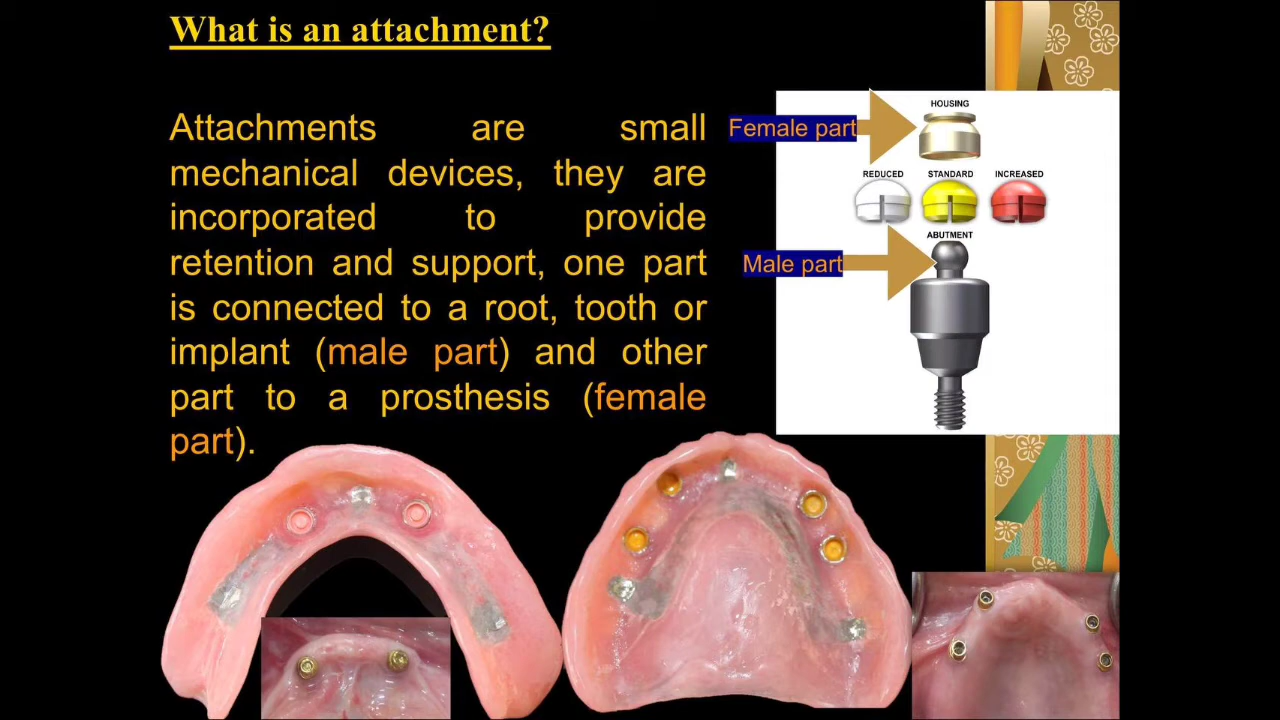 What is an attachment?
Attachments are small
mechanical devices, they are
incorporated to provide
retention and support, one part
is connected to a root, tooth or
implant (male part) and other
part to a prosthesis (female
part).
HOUSING
Female part
REDUCED STANDARD INCREASED
ABUTMENT
Male part